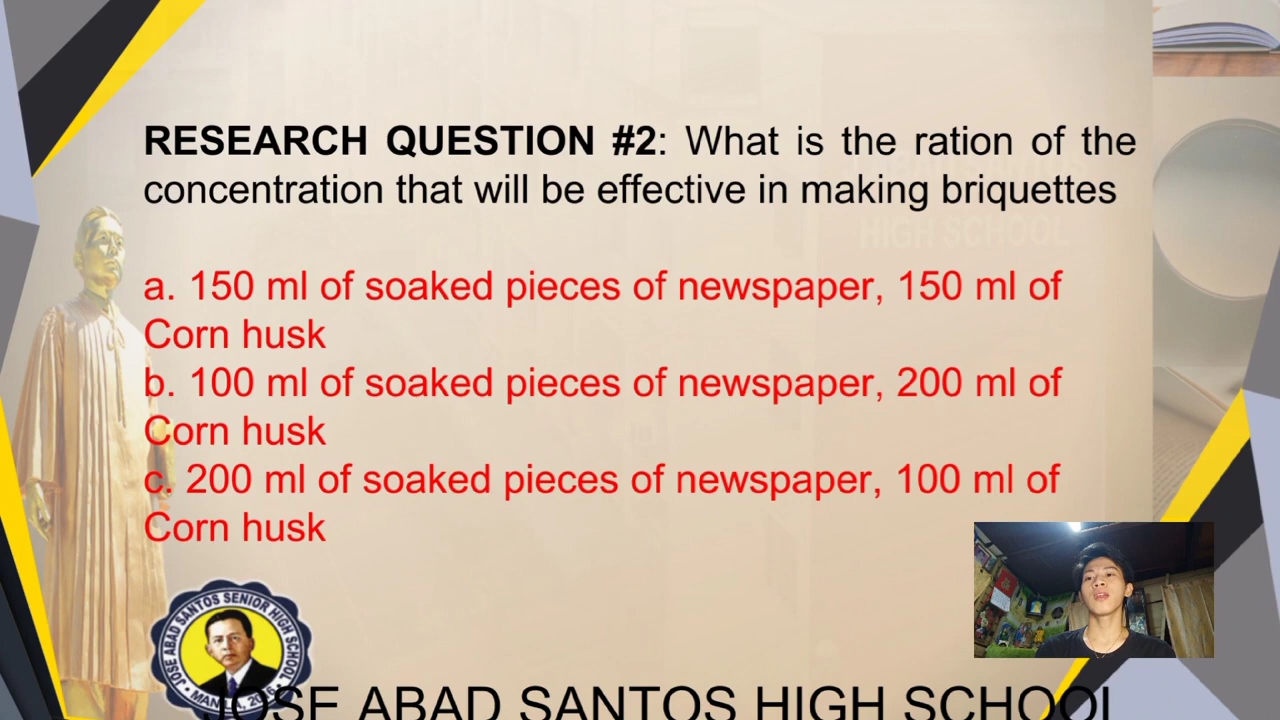 RESEARCH QUESTION #2: What is the ration of the
concentration that will be effective in making briquettes
HIGH SCHOOL
a. 150 ml of soaked pieces of newspaper, 150 ml of
Corn husk
b. 100 ml of soaked pieces of newspaper, 200 ml of
Corn husk
c. 200 ml of soaked pieces of newspaper, 100 ml of
Corn husk
JOSE ABAD SANTOS SENIOR HIGH SCHOOL
JOSE ABAD SANTOS HIGH SCHOOL